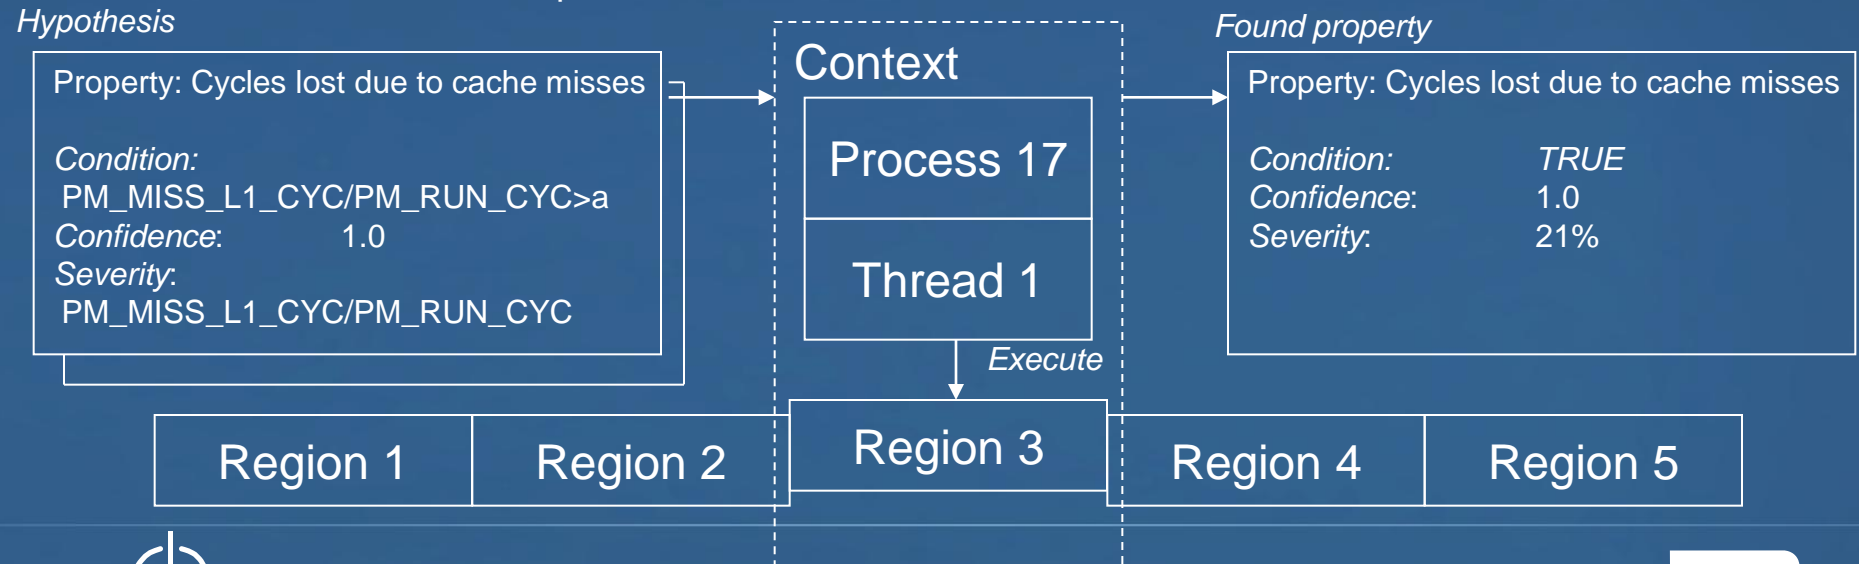 Hypothesis
Property: Cycles lost due to cache misses
Condition:
PM_MISS_L1_CYC/PM_RUN_CYC>a
Confidence: 1.0
Severity:
PM_MISS_L1_CYC/PM_RUN_CYC
Context
Process 17
Thread 1
Execute
Found property
Property: Cycles lost due to cache misses
Condition: TRUE
Confidence: 1.0
Severity: 21%
Region 1
Region 2
Region 3
Region 4
Region 5